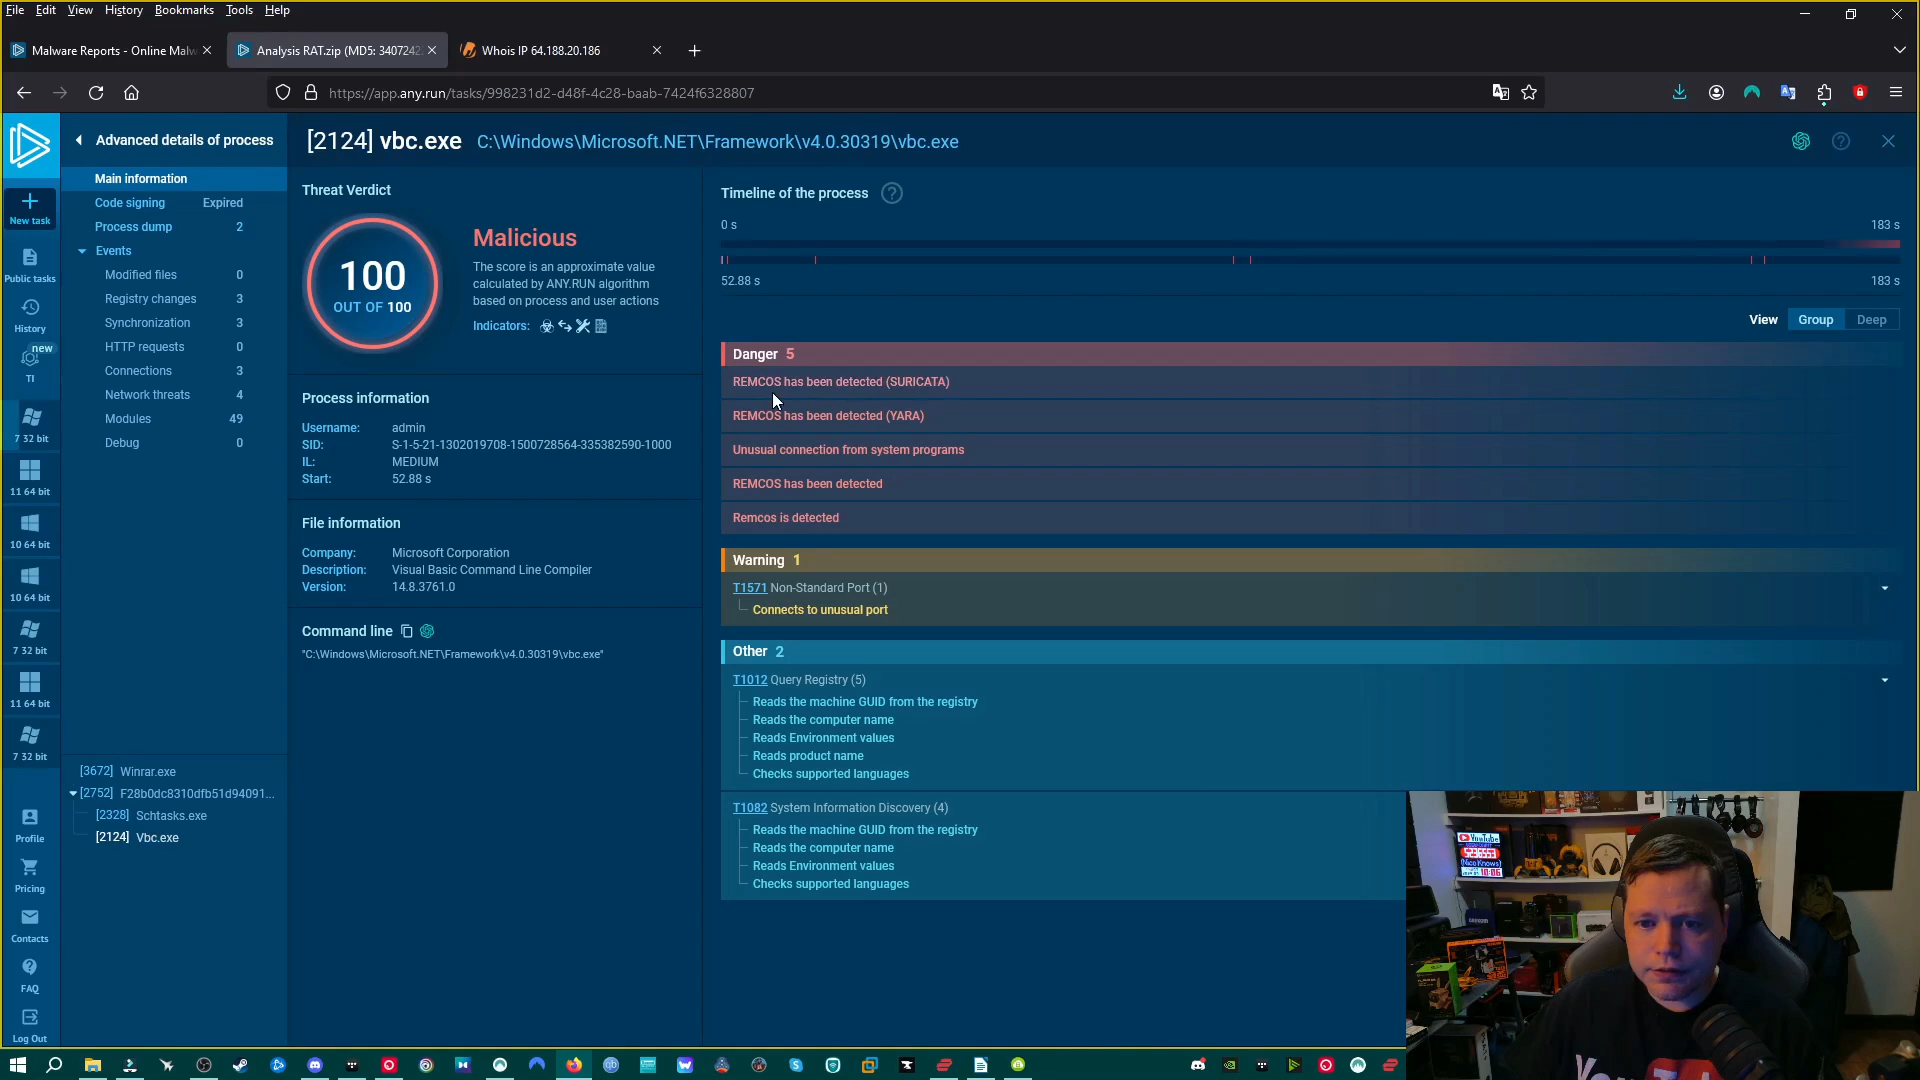 File Edit View History Bookmarks Tools Help
Malware Reports - Online Malw
Analysis RAT.zip (MD5: 3407242
Whois IP 64.188.20.186
https://app.any.run/tasks/998231d2-d48f-4c28-baab-7424f6328807
New task
Public tasks
History
new
TI
7 32 bit
11 64 bit
10 64 bit
10 64 bit
7 32 bit
11 64 bit
7 32 bit
Profile
Pricing
Contacts
FAQ
Log Out
Advanced details of process
Main information
Code signing Expired
Process dump 2
Events
Modified files 0
Registry changes 3
Synchronization 3
HTTP requests 0
Connections 3
Network threats 4
Modules 49
Debug 0
[3672] Winrar.exe
[2752] F28b0dc8310dfb51d94091...
[2328] Schtasks.exe
[2124] Vbc.exe
[2124] vbc.exe C:\Windows\Microsoft.NET\Framework\v4.0.30319\vbc.exe
Threat Verdict
100
OUT OF 100
Malicious
The score is an approximate value
calculated by ANY.RUN algorithm
based on process and user actions
Indicators:
Process information
Username: admin
SID: S-1-5-21-1302019708-1500728564-335382590-1000
IL: MEDIUM
Start: 52.88 s
File information
Company: Microsoft Corporation
Description: Visual Basic Command Line Compiler
Version: 14.8.3761.0
Command line
"C:\Windows\Microsoft.NET\Framework\v4.0.30319\vbc.exe"
Timeline of the process ?
0 s 183 s
52.88 s 183 s
View Group Deep
Danger 5
REMCOS has been detected (SURICATA)
REMCOS has been detected (YARA)
Unusual connection from system programs
REMCOS has been detected
Remcos is detected
Warning 1
T1571 Non-Standard Port (1)
Connects to unusual port
Other 2
T1012 Query Registry (5)
Reads the machine GUID from the registry
Reads the computer name
Reads Environment values
Reads product name
Checks supported languages
T1082 System Information Discovery (4)
Reads the machine GUID from the registry
Reads the computer name
Reads Environment values
Checks supported languages
YouTube
(Nico Knows)